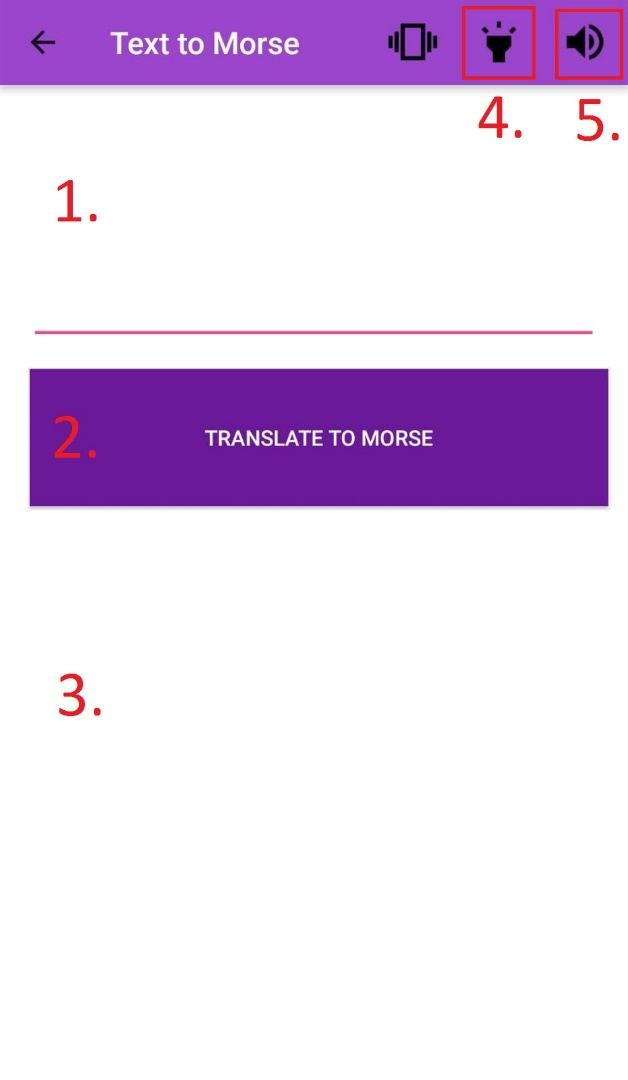 Text to Morse
4. 5.
1.
2. TRANSLATE TO MORSE
3.